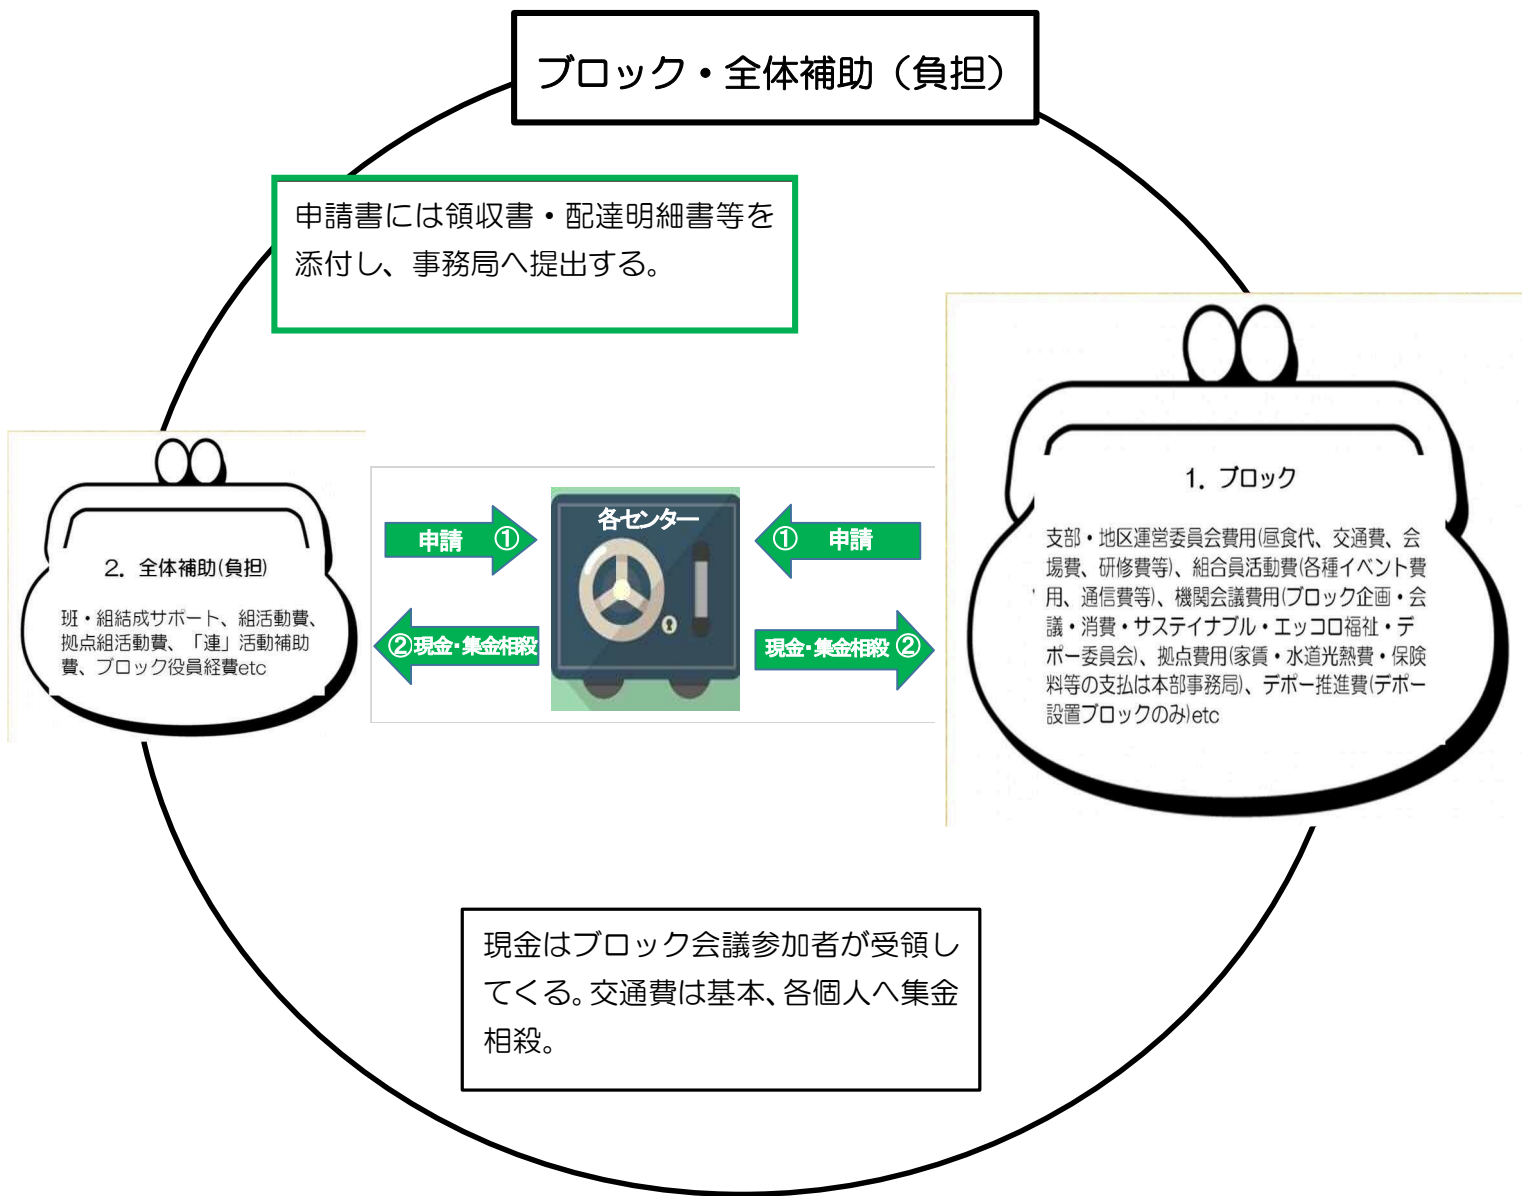 ブロック・全体補助（負担）
申請書には領収書・配達明細書等を
添付し、事務局へ提出する。
1．ブロック
支部・地区運営委員会費用(昼食代、交通費、会
場費、研修費等)、組合員活動費(各種イベント費
用、通信費等)、機関会議費用(ブロック企画・会
議・消費・サステイナブル・エッコロ福祉・デ
ポー委員会)、拠点費用(家賃・水道光熱費・保険
料等の支払は本部事務局)、デポー推進費(デポー
設置ブロックのみ)etc
2．全体補助(負担)
班・組結成サポート、組活動費、
拠点組活動費、「連」活動補助
費、ブロック役員経費etc
各センター
申請　①
①　申請
②現金・集金相殺
現金・集金相殺②
現金はブロック会議参加者が受領し
てくる。交通費は基本、各個人へ集金
相殺。